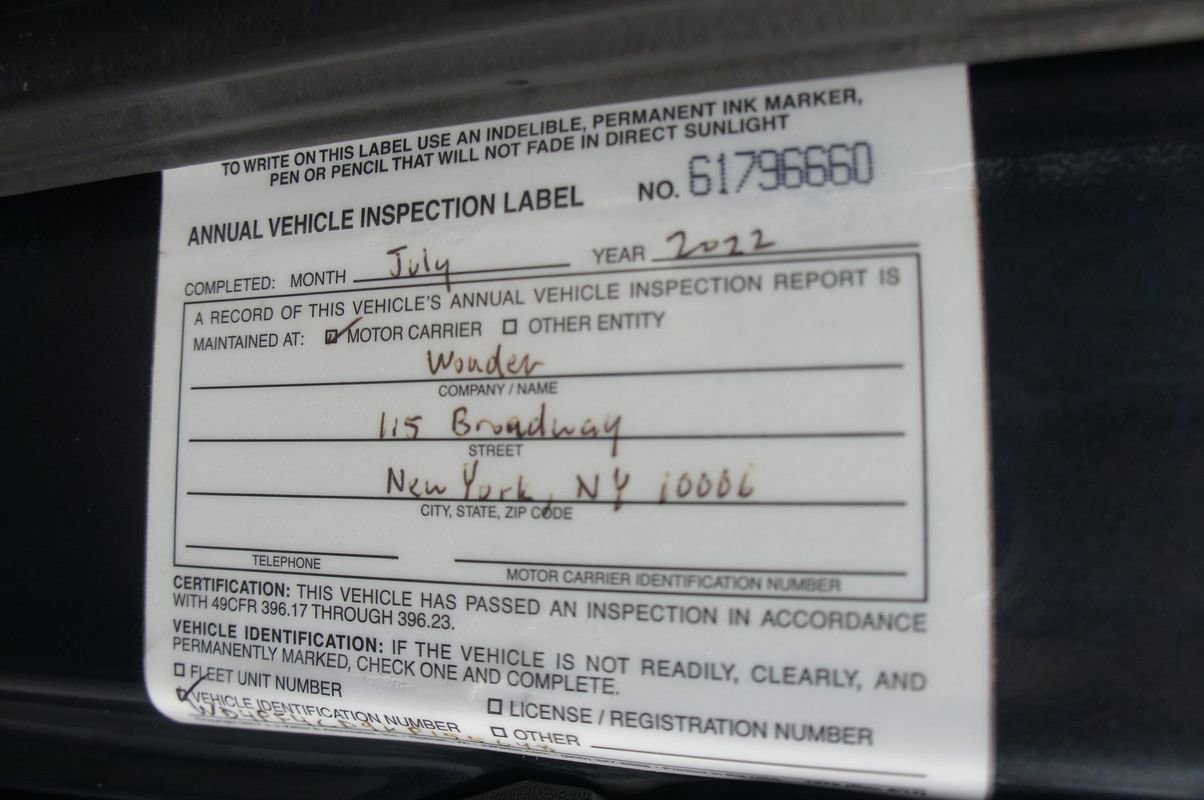 TO WRITE ON THIS LABEL USE AN INDELIBLE, PERMANENT INK MARKER,
PEN OR PENCIL THAT WILL NOT FADE IN DIRECT SUNLIGHT
ANNUAL VEHICLE INSPECTION LABEL NO. 61796660
COMPLETED: MONTH July YEAR 2022
A RECORD OF THIS VEHICLE'S ANNUAL VEHICLE INSPECTION REPORT IS
MAINTAINED AT: MOTOR CARRIER OTHER ENTITY
Wonder
COMPANY / NAME
115 Broadway
STREET
New York, NY 10006
CITY, STATE, ZIP CODE
TELEPHONE MOTOR CARRIER IDENTIFICATION NUMBER
CERTIFICATION: THIS VEHICLE HAS PASSED AN INSPECTION IN ACCORDANCE
WITH 49CFR 396.17 THROUGH 396.23.
VEHICLE IDENTIFICATION: IF THE VEHICLE IS NOT READILY, CLEARLY, AND
PERMANENTLY MARKED, CHECK ONE AND COMPLETE.
FLEET UNIT NUMBER LICENSE / REGISTRATION NUMBER
VEHICLE IDENTIFICATION NUMBER OTHER